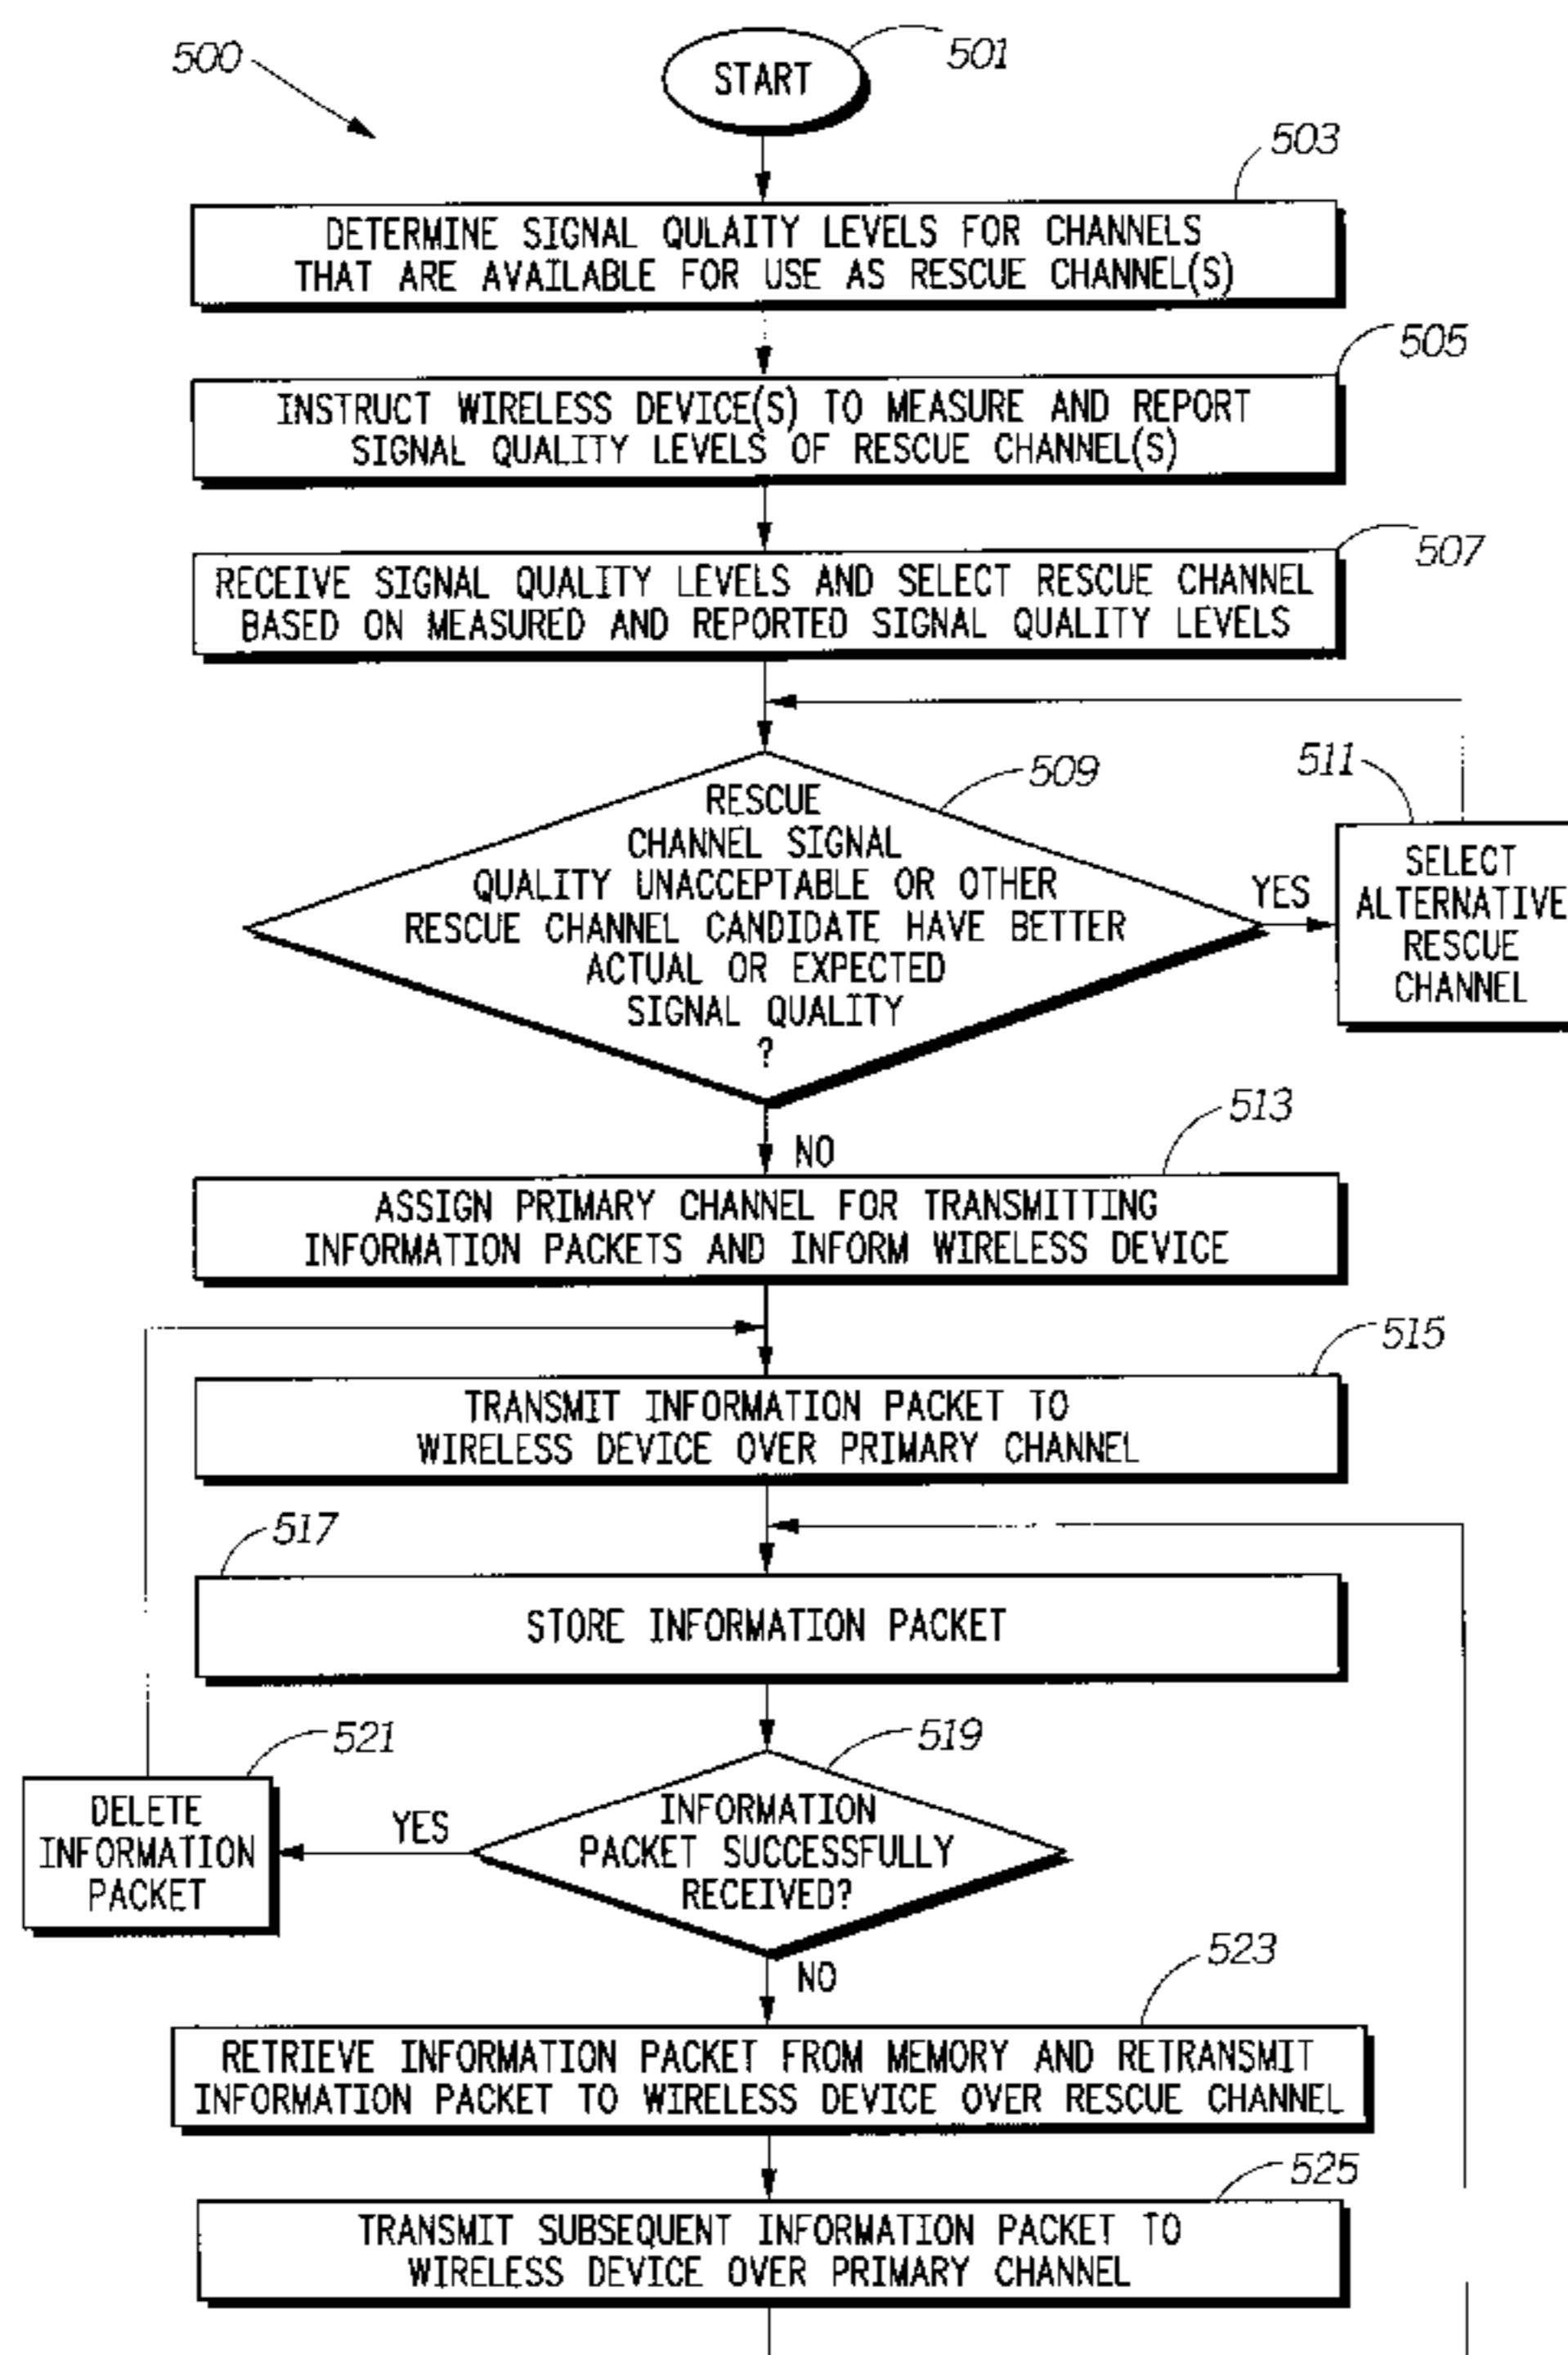 500
START
501
503
DETERMINE SIGNAL QULAITY LEVELS FOR CHANNELS
THAT ARE AVAILABLE FOR USE AS RESCUE CHANNEL(S)
505
INSTRUCT WIRELESS DEVICE(S) TO MEASURE AND REPORT
SIGNAL QUALITY LEVELS OF RESCUE CHANNEL(S)
507
RECEIVE SIGNAL QUALITY LEVELS AND SELECT RESCUE CHANNEL
BASED ON MEASURED AND REPORTED SIGNAL QUALITY LEVELS
509
RESCUE
CHANNEL SIGNAL
QUALITY UNACCEPTABLE OR OTHER
RESCUE CHANNEL CANDIDATE HAVE BETTER
ACTUAL OR EXPECTED
SIGNAL QUALITY
?
YES
511
SELECT
ALTERNATIVE
RESCUE
CHANNEL
NO
513
ASSIGN PRIMARY CHANNEL FOR TRANSMITTING
INFORMATION PACKETS AND INFORM WIRELESS DEVICE
515
TRANSMIT INFORMATION PACKET TO
WIRELESS DEVICE OVER PRIMARY CHANNEL
517
STORE INFORMATION PACKET
519
INFORMATION
PACKET SUCCESSFULLY
RECEIVED?
YES
521
DELETE
INFORMATION
PACKET
NO
523
RETRIEVE INFORMATION PACKET FROM MEMORY AND RETRANSMIT
INFORMATION PACKET TO WIRELESS DEVICE OVER RESCUE CHANNEL
525
TRANSMIT SUBSEQUENT INFORMATION PACKET TO
WIRELESS DEVICE OVER PRIMARY CHANNEL